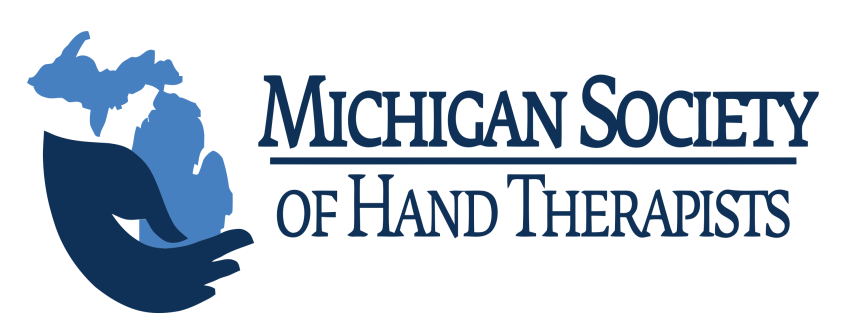 Michigan Society
of Hand Therapists